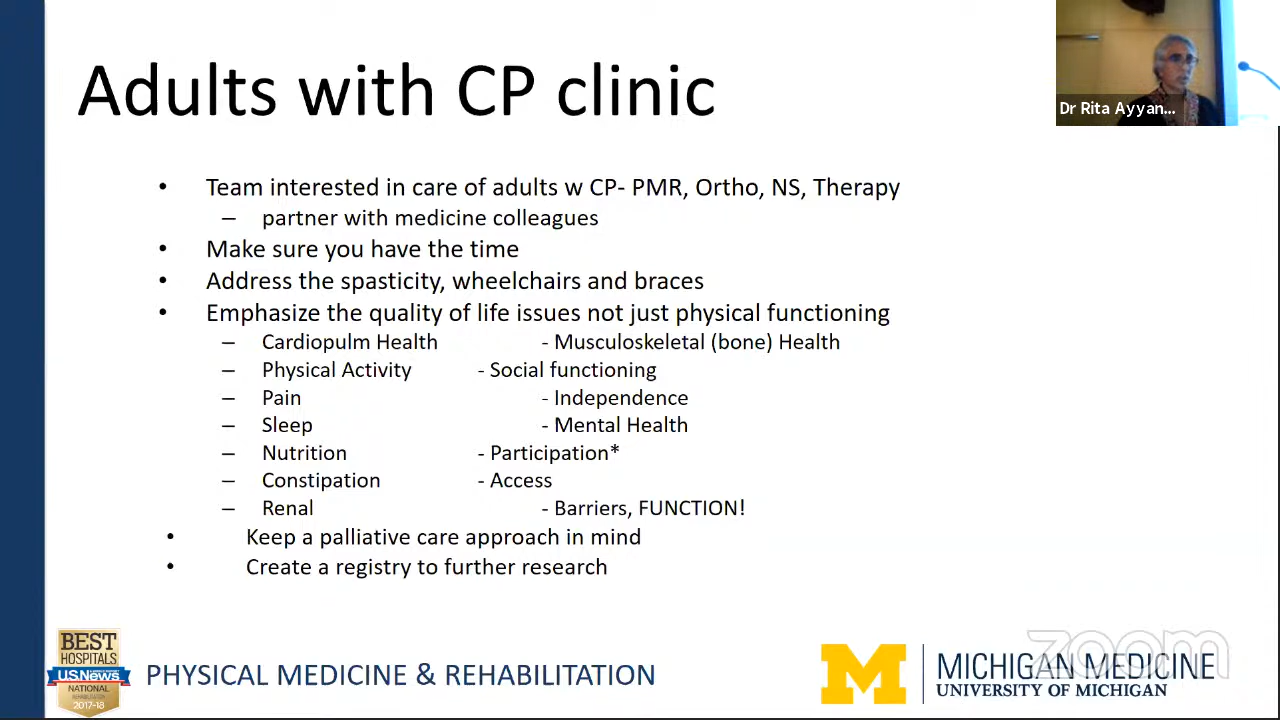 Adults with CP clinic
Dr Rita Ayyan...
• Team interested in care of adults w CP- PMR, Ortho, NS, Therapy
– partner with medicine colleagues
• Make sure you have the time
• Address the spasticity, wheelchairs and braces
• Emphasize the quality of life issues not just physical functioning
– Cardiopulm Health - Musculoskeletal (bone) Health
– Physical Activity - Social functioning
– Pain - Independence
– Sleep - Mental Health
– Nutrition - Participation*
– Constipation - Access
– Renal - Barriers, FUNCTION!
• Keep a palliative care approach in mind
• Create a registry to further research
BEST
HOSPITALS
U.S.News
NATIONAL
REHABILITATION
2017-18
PHYSICAL MEDICINE & REHABILITATION
M
MICHIGAN MEDICINE
UNIVERSITY OF MICHIGAN
zoom